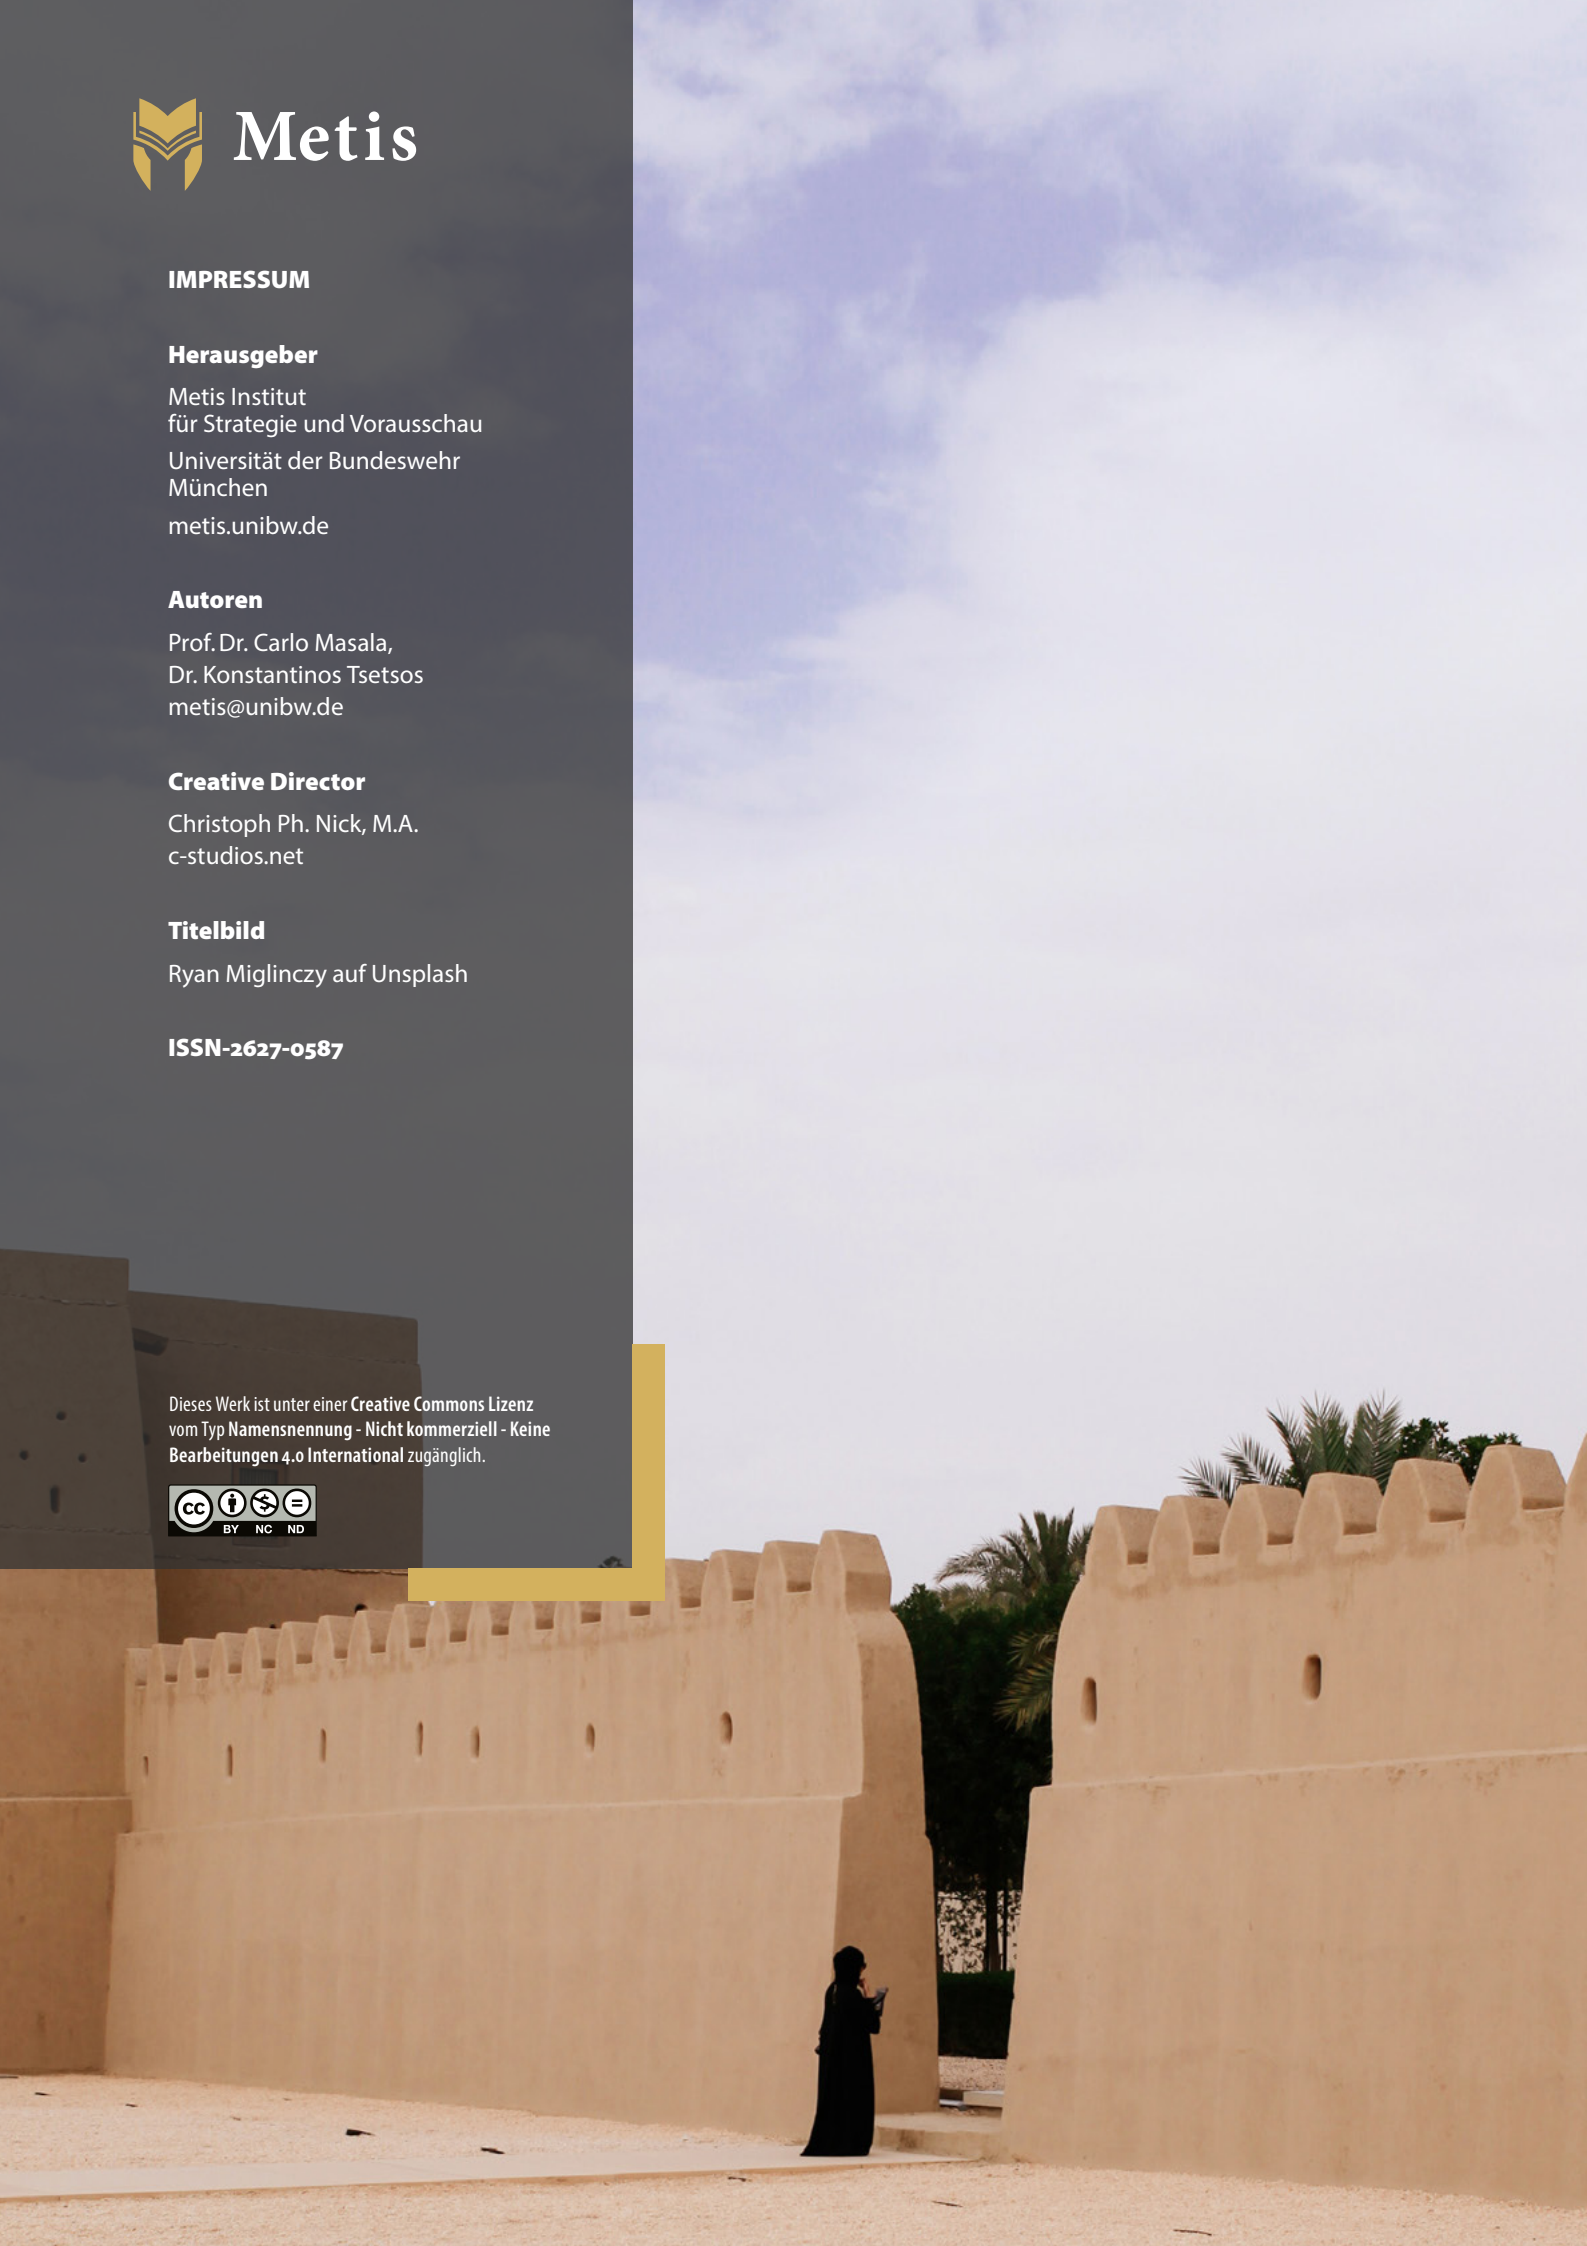 Metis
IMPRESSUM
Herausgeber
Metis Institut
für Strategie und Vorausschau
Universität der Bundeswehr
München
metis.unibw.de
Autoren
Prof. Dr. Carlo Masala,
Dr. Konstantinos Tsetsos
metis@unibw.de
Creative Director
Christoph Ph. Nick, M.A.
c-studios.net
Titelbild
Ryan Miglinczy auf Unsplash
ISSN-2627-0587
Dieses Werk ist unter einer Creative Commons Lizenz
vom Typ Namensnennung - Nicht kommerziell - Keine
Bearbeitungen 4.0 International zugänglich.
cc
BY NC ND